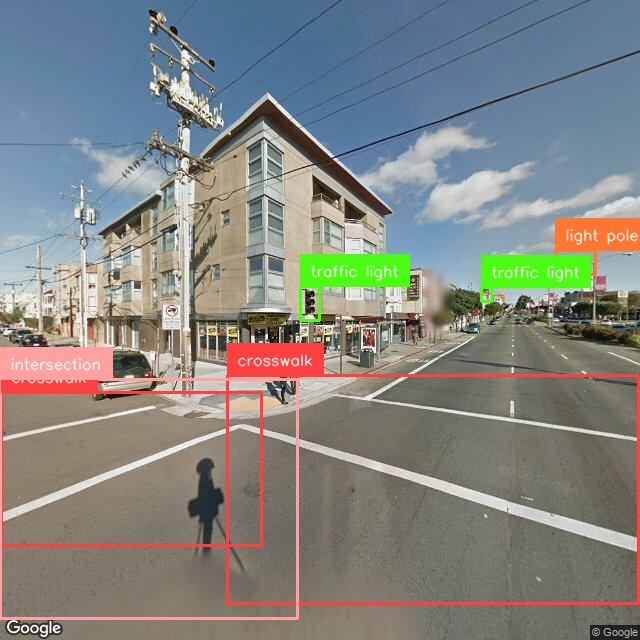 light pole
traffic light
traffic light
intersection
crosswalk
crosswalk
Google
© Google